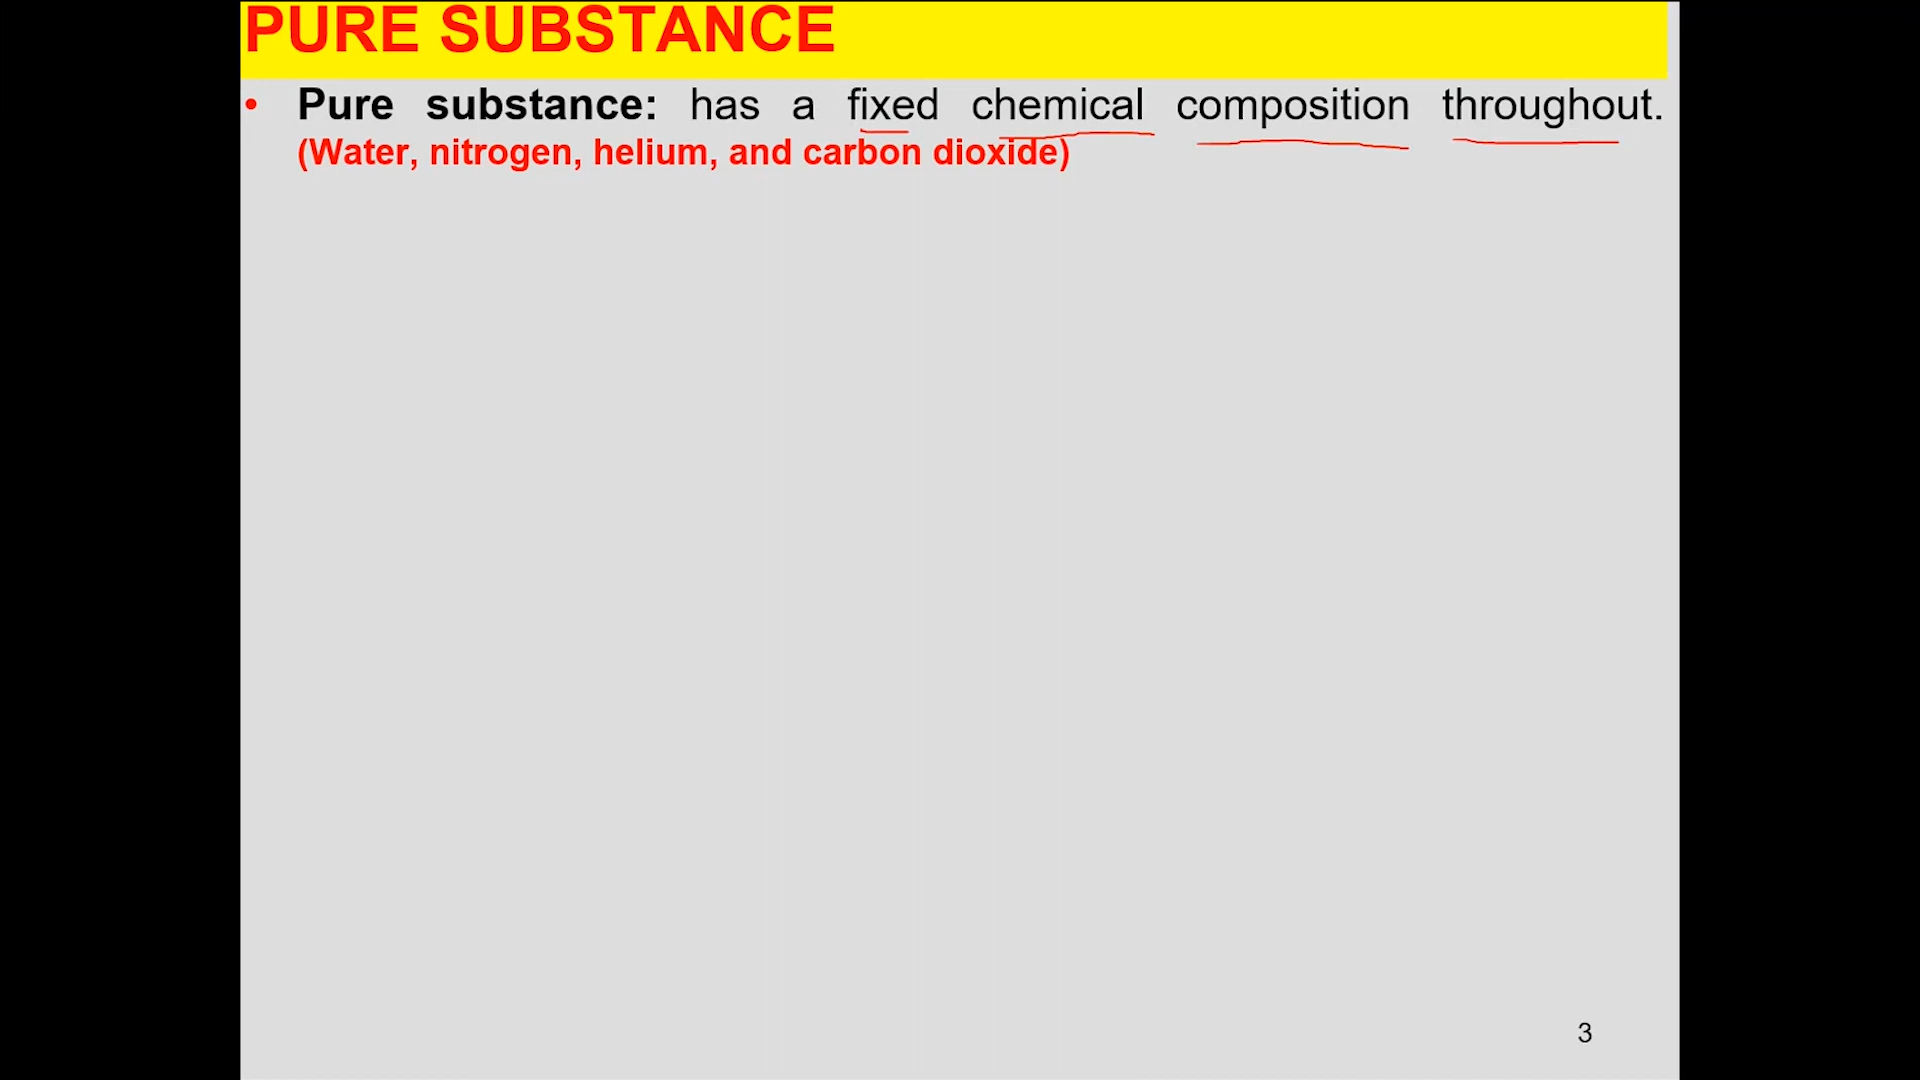 PURE SUBSTANCE
• Pure substance: has a fixed chemical composition throughout.
(Water, nitrogen, helium, and carbon dioxide)
3